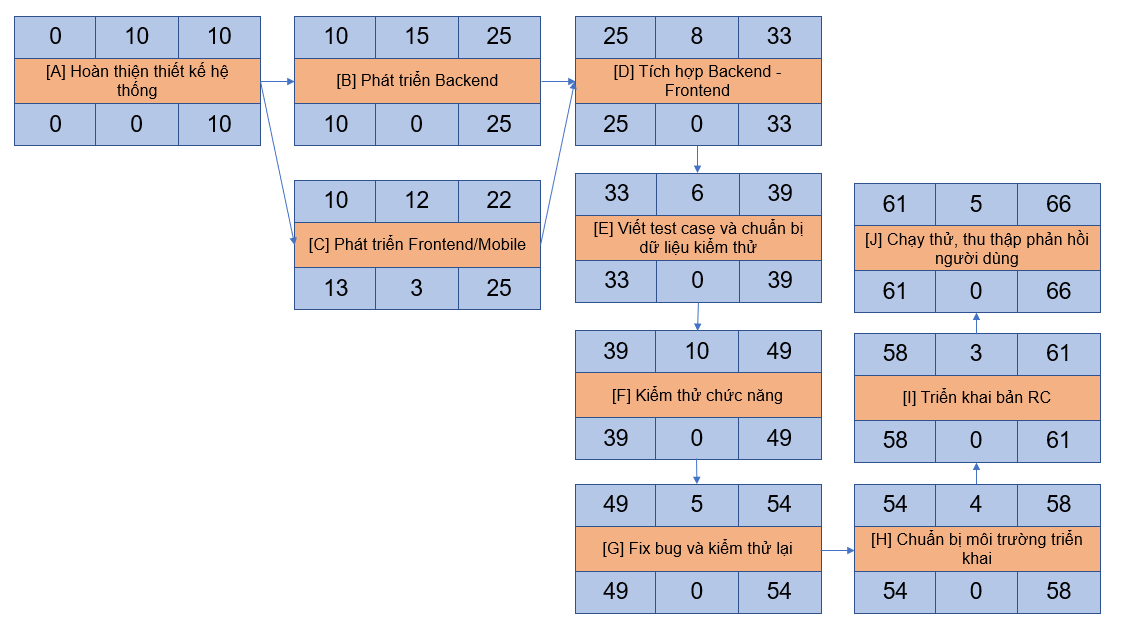 0 10 10
[A] Hoàn thiện thiết kế hệ
thống
0 0 10
10 15 25
[B] Phát triển Backend
10 0 25
10 12 22
[C] Phát triển Frontend/Mobile
13 3 25
25 8 33
[D] Tích hợp Backend -
Frontend
25 0 33
33 6 39
[E] Viết test case và chuẩn bị
dữ liệu kiểm thử
33 0 39
39 10 49
[F] Kiểm thử chức năng
39 0 49
49 5 54
[G] Fix bug và kiểm thử lại
49 0 54
54 4 58
[H] Chuẩn bị môi trường triển
khai
54 0 58
58 3 61
[I] Triển khai bản RC
58 0 61
61 5 66
[J] Chạy thử, thu thập phản hồi
người dùng
61 0 66